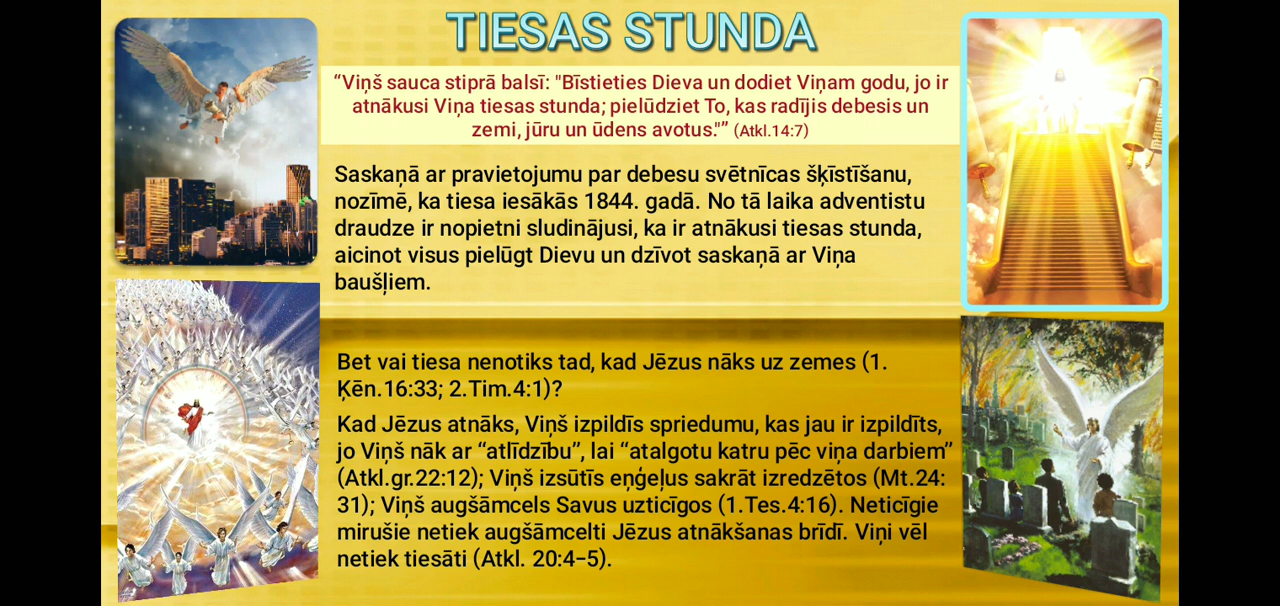 TIESAS STUNDA
“Viņš sauca stiprā balsī: "Bīstieties Dieva un dodiet Viņam godu, jo ir
atnākusi Viņa tiesas stunda; pielūdziet To, kas radījis debesis un
zemi, jūru un ūdens avotus."” (Atkl.14:7)
Saskaņā ar pravietojumu par debesu svētnīcas šķīstīšanu,
nozīmē, ka tiesa iesākās 1844. gadā. No tā laika adventistu
draudze ir nopietni sludinājusi, ka ir atnākusi tiesas stunda,
aicinot visus pielūgt Dievu un dzīvot saskaņā ar Viņa
baušļiem.
Bet vai tiesa nenotiks tad, kad Jēzus nāks uz zemes (1.
Ķēn.16:33; 2.Tim.4:1)?
Kad Jēzus atnāks, Viņš izpildīs spriedumu, kas jau ir izpildīts,
jo Viņš nāk ar “atlīdzību”, lai “atalgotu katru pēc viņa darbiem”
(Atkl.gr.22:12); Viņš izsūtīs eņģeļus sakrāt izredzētos (Mt.24:
31); Viņš augšāmcels Savus uzticīgos (1.Tes.4:16). Neticīgie
mirušie netiek augšāmcelti Jēzus atnākšanas brīdī. Viņi vēl
netiek tiesāti (Atkl. 20:4–5).